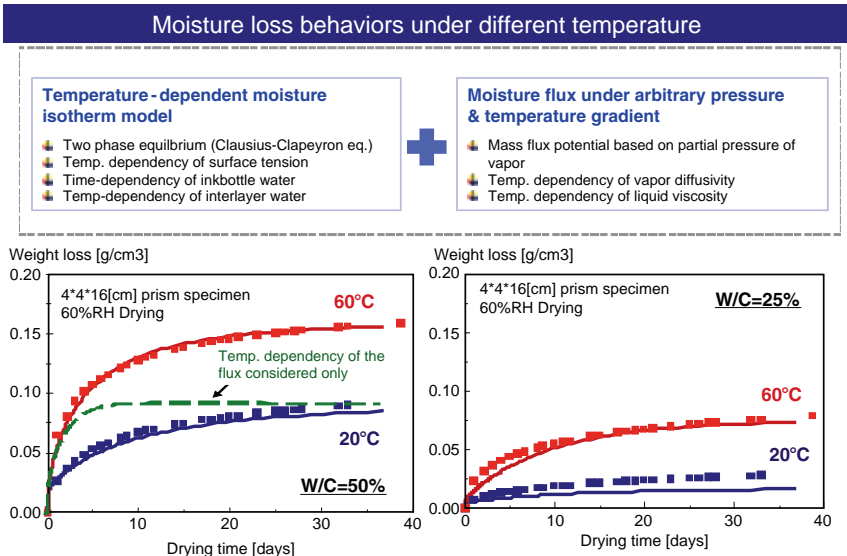 Moisture loss behaviors under different temperature
Temperature-dependent moisture
isotherm model
Two phase equilbrium (Clausius-Clapeyron eq.)
Temp. dependency of surface tension
Time-dependency of inkbottle water
Temp-dependency of interlayer water
Moisture flux under arbitrary pressure
& temperature gradient
Mass flux potential based on partial pressure of
vapor
Temp. dependency of vapor diffusivity
Temp. dependency of liquid viscosity
Weight loss [g/cm3]
0.20
0.15
0.10
0.05
0.00
4*4*16[cm] prism specimen
60%RH Drying
60°C
Temp. dependency of the
flux considered only
20°C
W/C=50%
0 10 20 30 40
Drying time [days]
Weight loss [g/cm3]
0.20
0.15
0.10
0.05
0.00
4*4*16[cm] prism specimen
60%RH Drying
W/C=25%
60°C
20°C
0 10 20 30 40
Drying time [days]